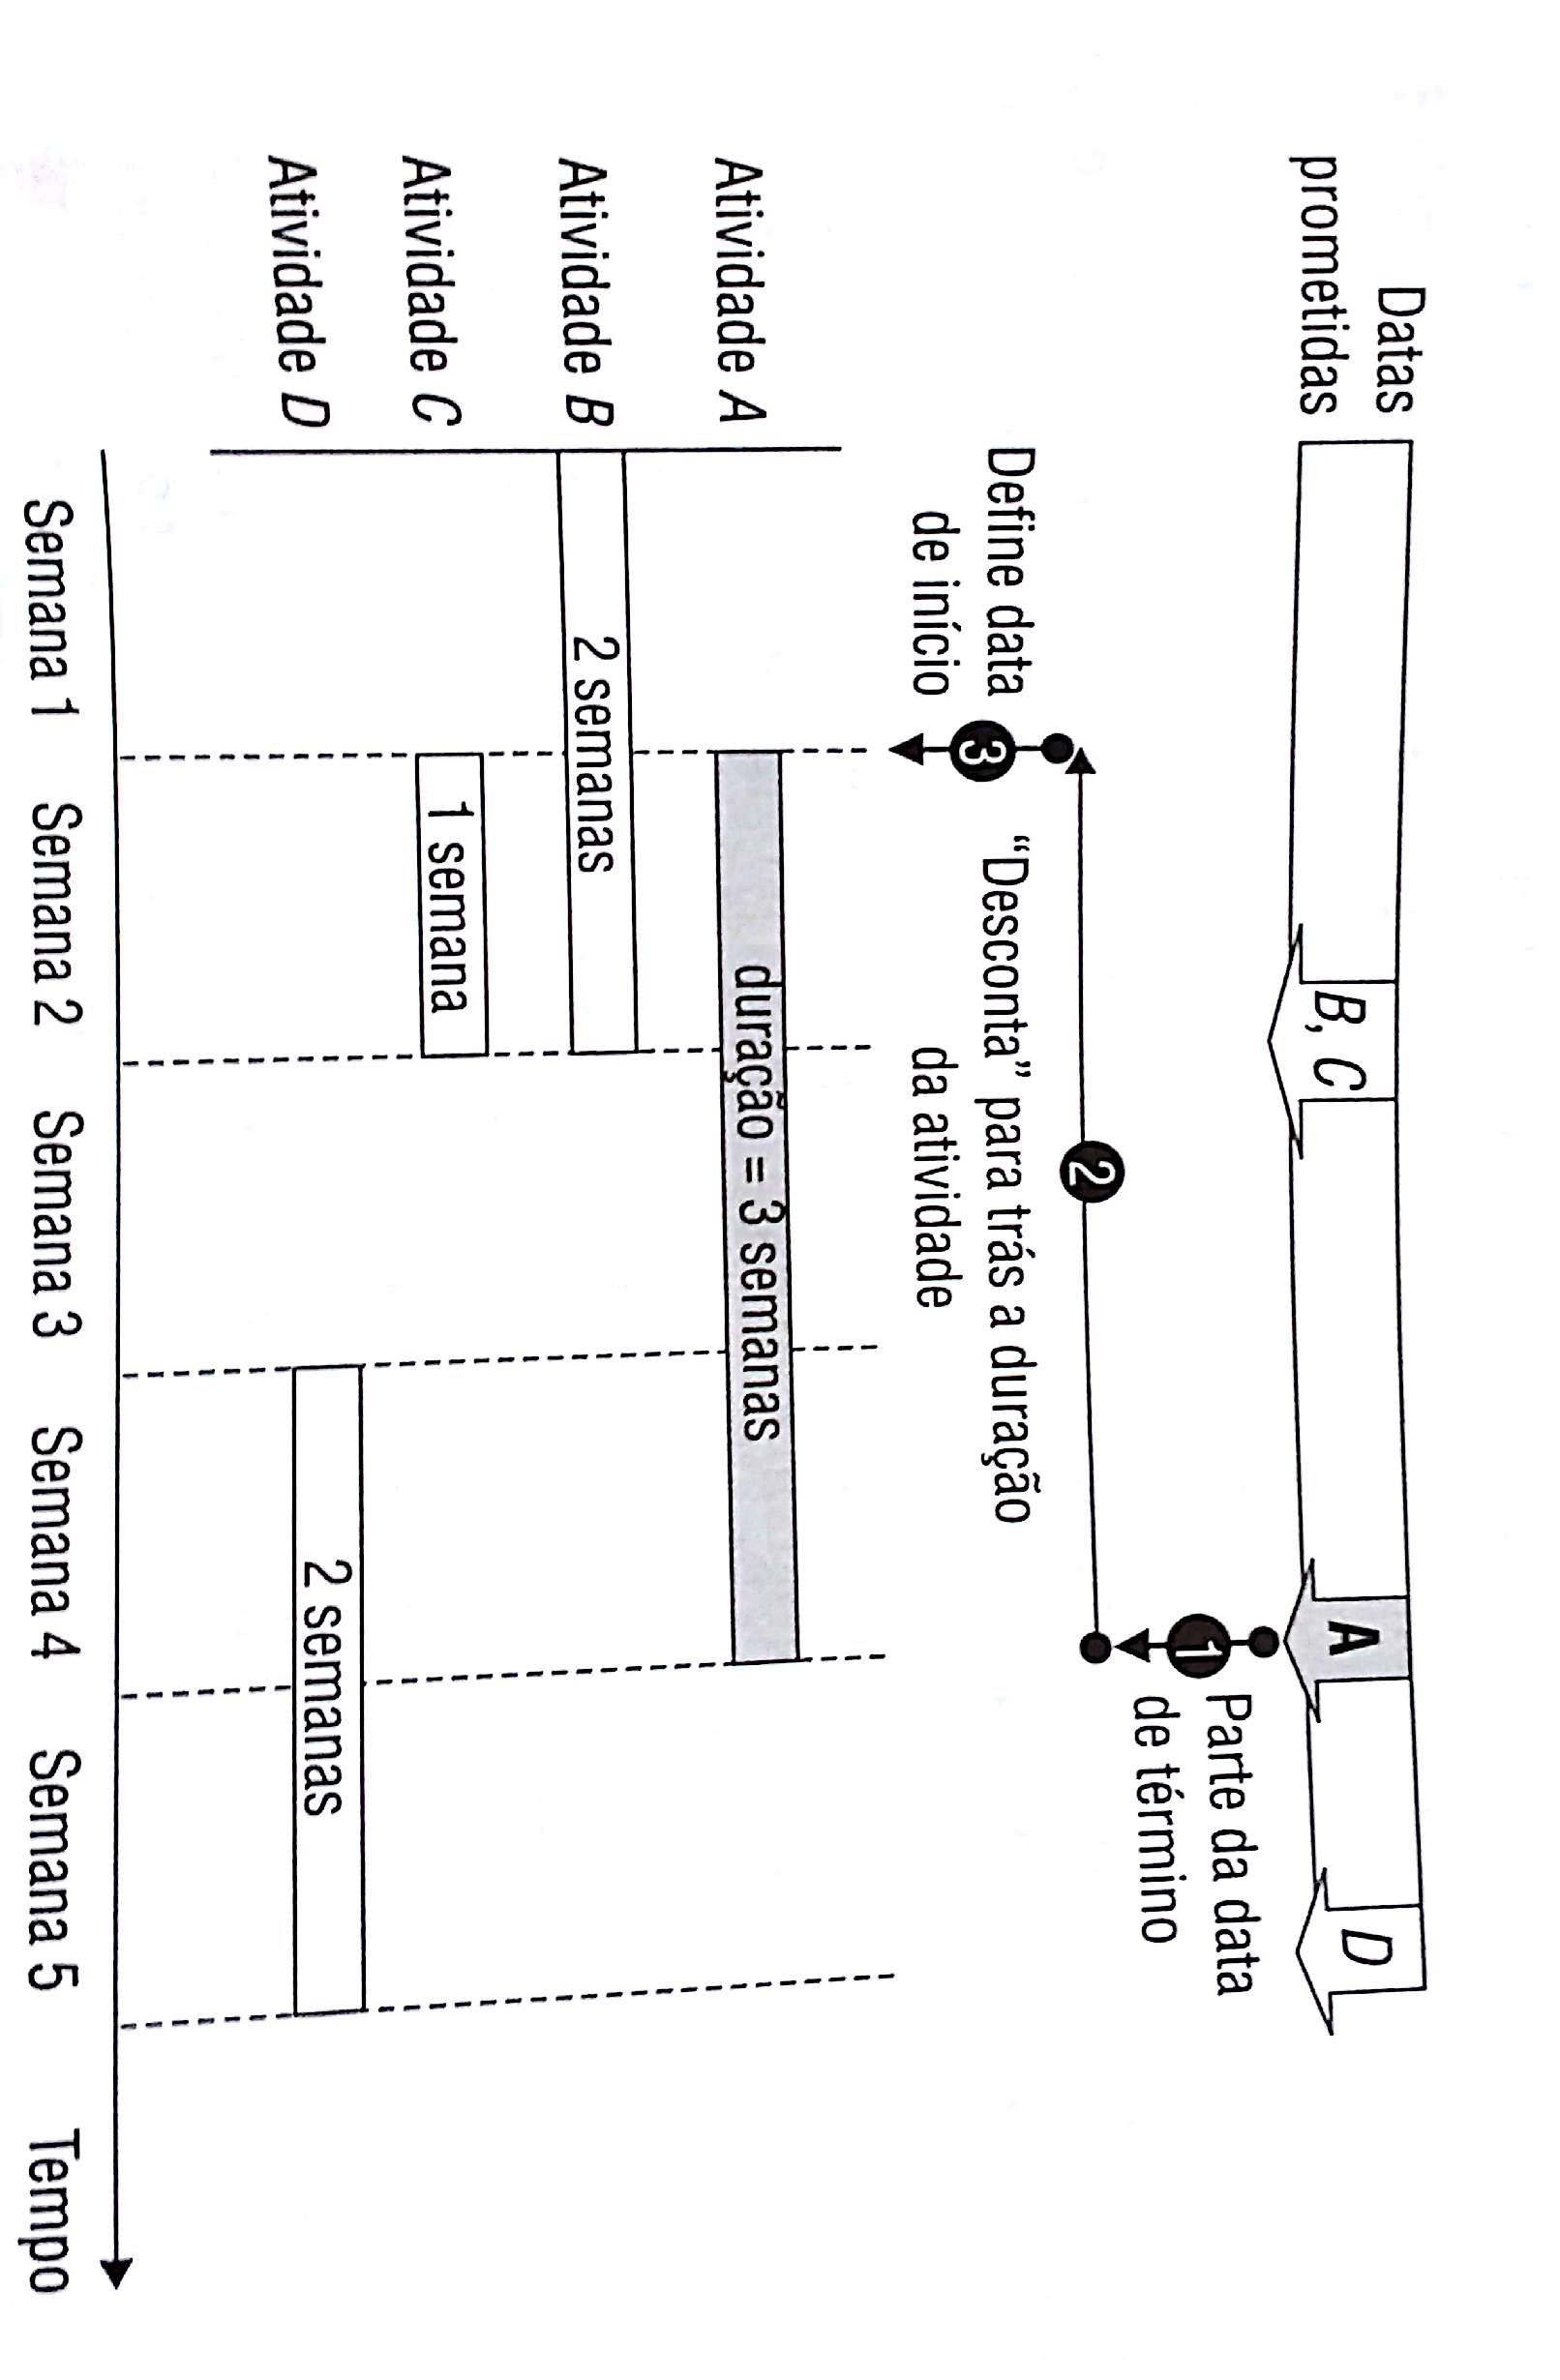 Datas
prometidas
B, C
A
D
1
Parte da data
de término
2
3
Define data
de início
“Desconta” para trás a duração
da atividade
Atividade A
duração = 3 semanas
Atividade B
2 semanas
Atividade C
1 semana
Atividade D
2 semanas
Semana 1
Semana 2
Semana 3
Semana 4
Semana 5
Tempo